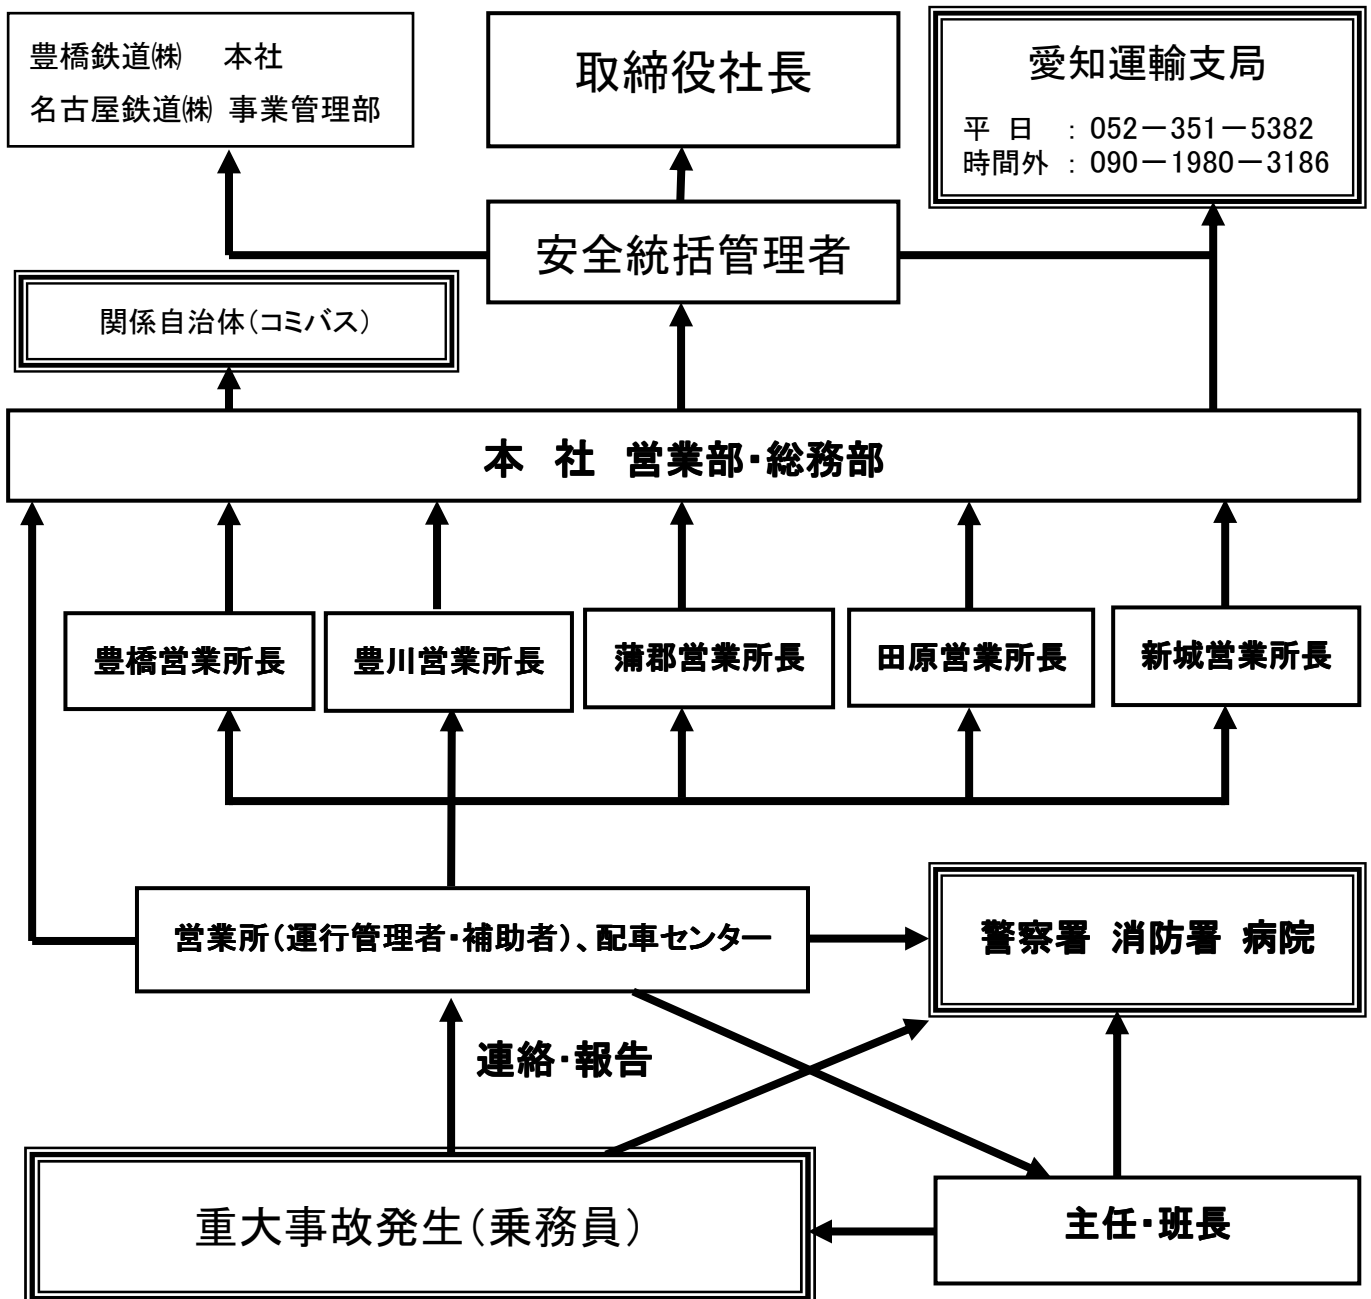 豊橋鉄道㈱　本社
名古屋鉄道㈱ 事業管理部
取締役社長
愛知運輸支局
平 日 : 052－351－5382
時間外 : 090－1980－3186
安全統括管理者
関係自治体(コミバス)
本 社 営業部・総務部
豊橋営業所長
豊川営業所長
蒲郡営業所長
田原営業所長
新城営業所長
営業所(運行管理者・補助者)、配車センター
警察署 消防署 病院
連絡・報告
重大事故発生(乗務員)
主任・班長